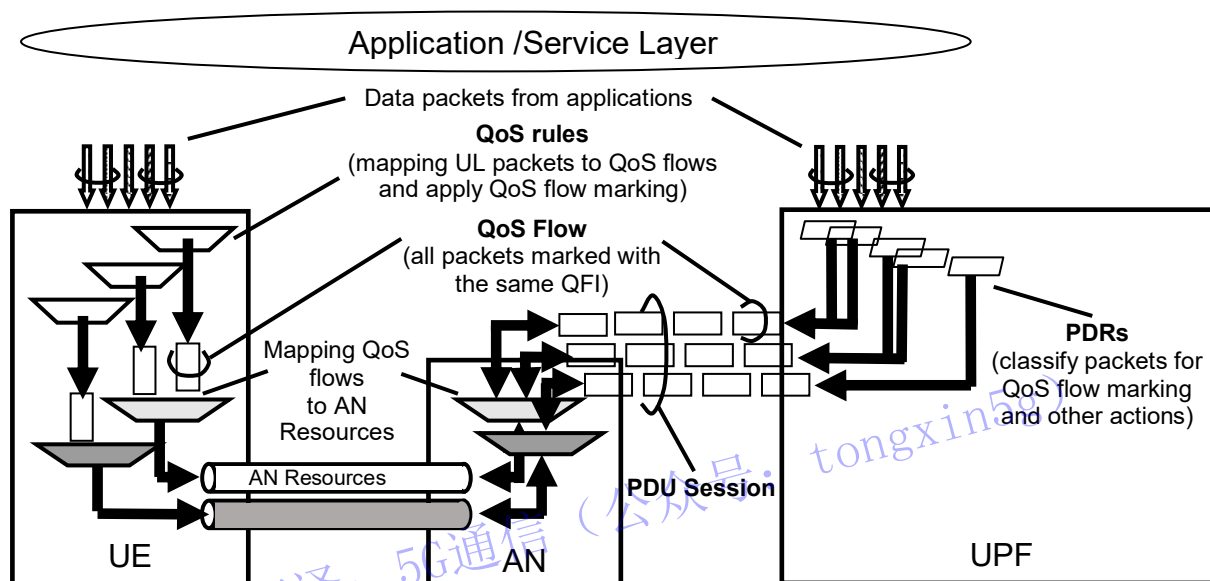 Application /Service Layer
Data packets from applications
QoS rules
(mapping UL packets to QoS flows
and apply QoS flow marking)
QoS Flow
(all packets marked with
the same QFI)
Mapping QoS
flows
to AN
Resources
PDRs
(classify packets for
QoS flow marking
and other actions)
AN Resources
PDU Session
UE
AN
UPF
5G通信（公众号：tongxin5g）